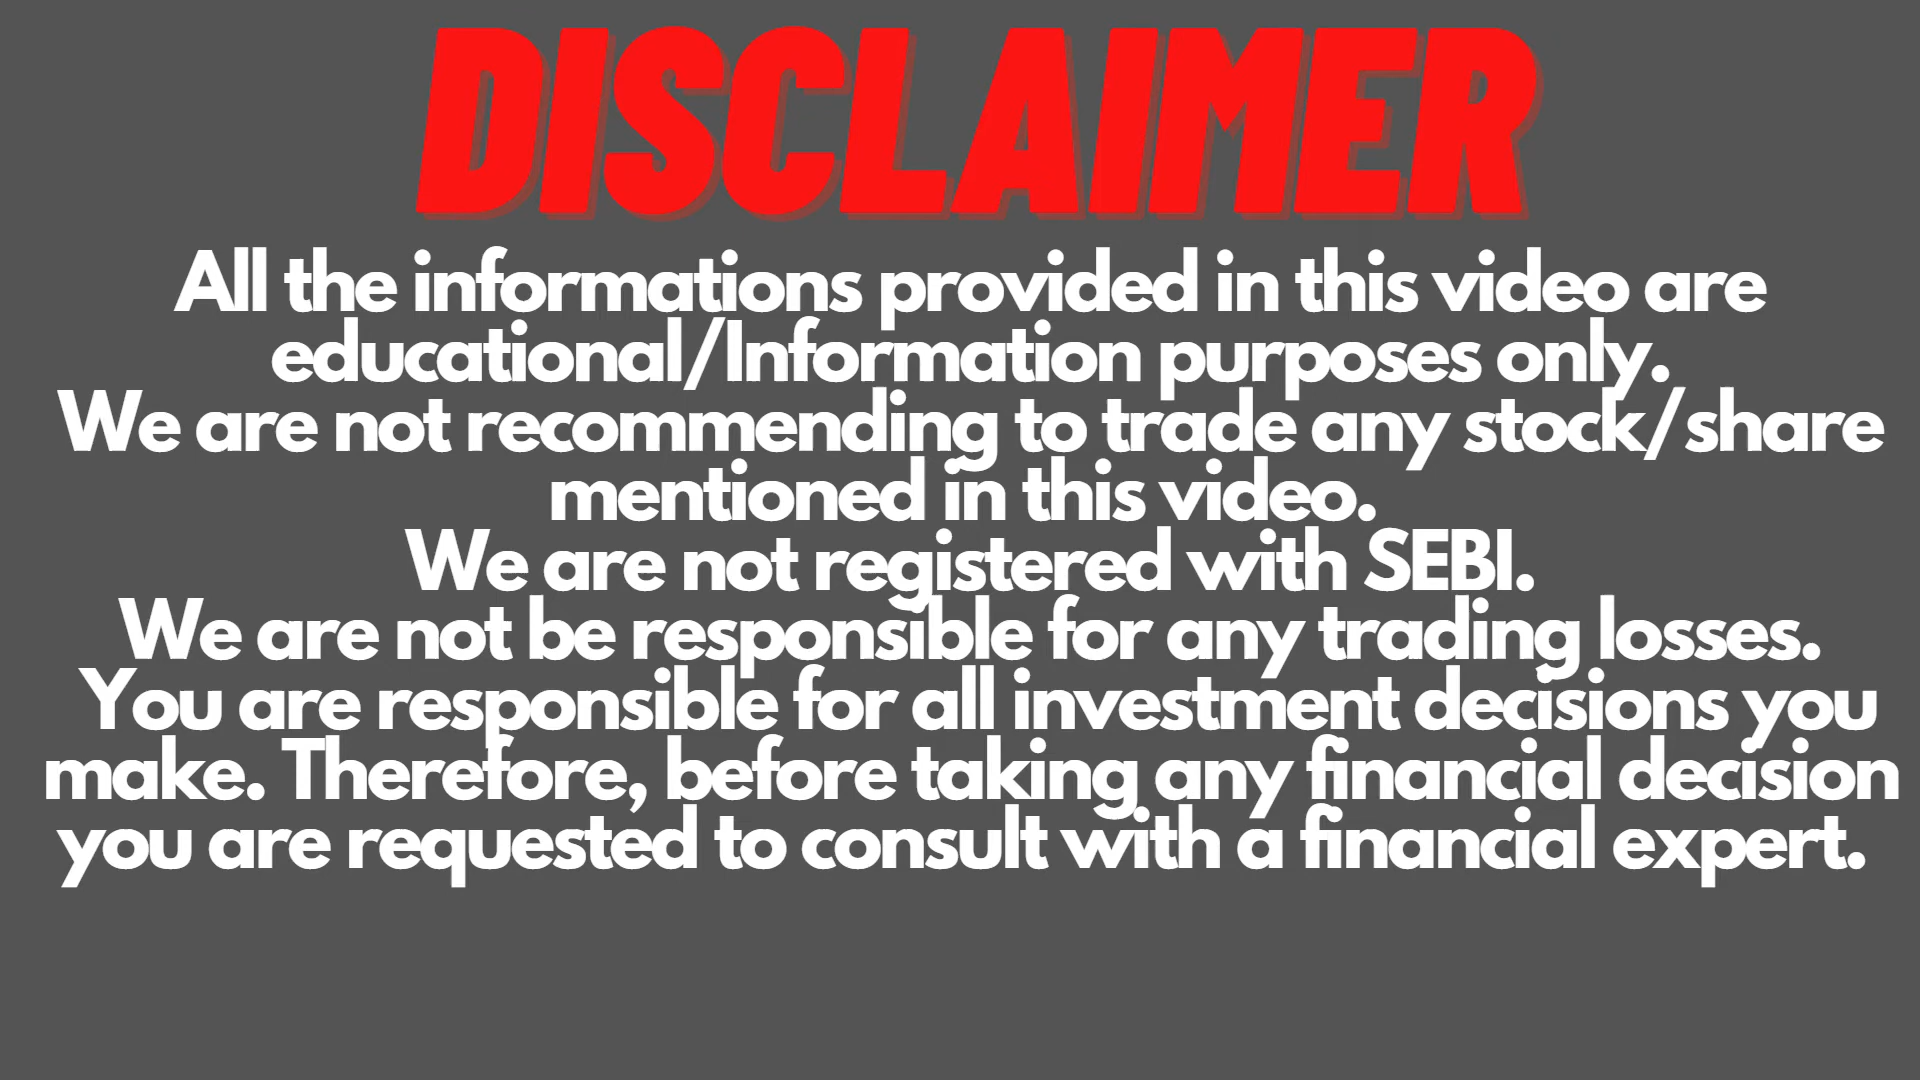 DISCLAIMER
All the informations provided in this video are
educational/Information purposes only.
We are not recommending to trade any stock/share
mentioned in this video.
We are not registered with SEBI.
We are not be responsible for any trading losses.
You are responsible for all investment decisions you
make. Therefore, before taking any financial decision
you are requested to consult with a financial expert.